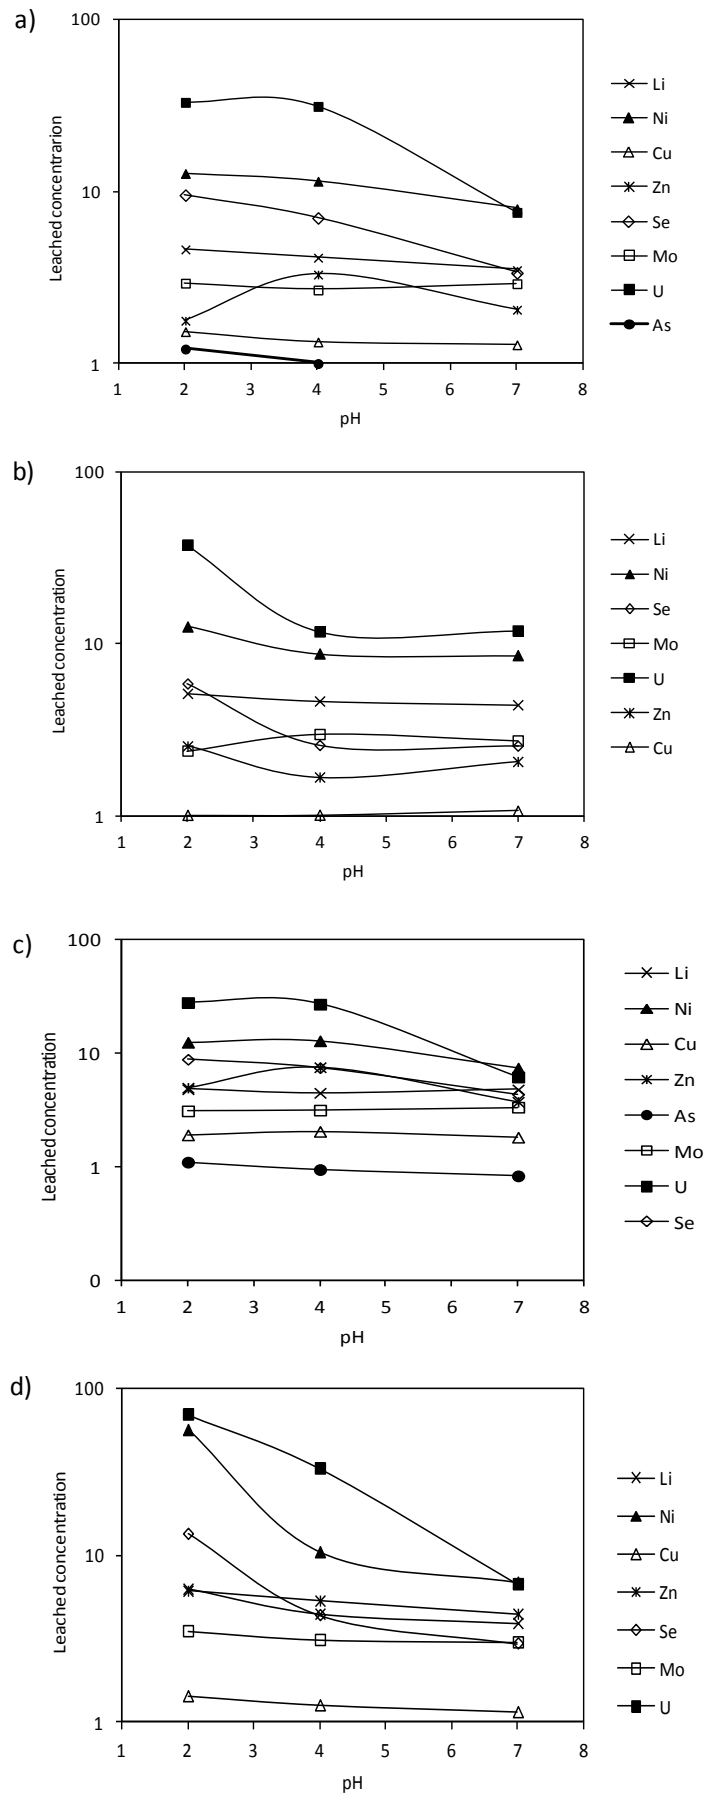 a)
100
10
1
Leached concentrarion
1 2 3 4 5 6 7 8
pH
Li
Ni
Cu
Zn
Se
Mo
U
As
b)
100
10
1
Leached concentration
1 2 3 4 5 6 7 8
pH
Li
Ni
Se
Mo
U
Zn
Cu
c)
100
10
1
0
Leached concentration
1 2 3 4 5 6 7 8
pH
Li
Ni
Cu
Zn
As
Mo
U
Se
d)
100
10
1
Leached concentration
1 2 3 4 5 6 7 8
pH
Li
Ni
Cu
Zn
Se
Mo
U